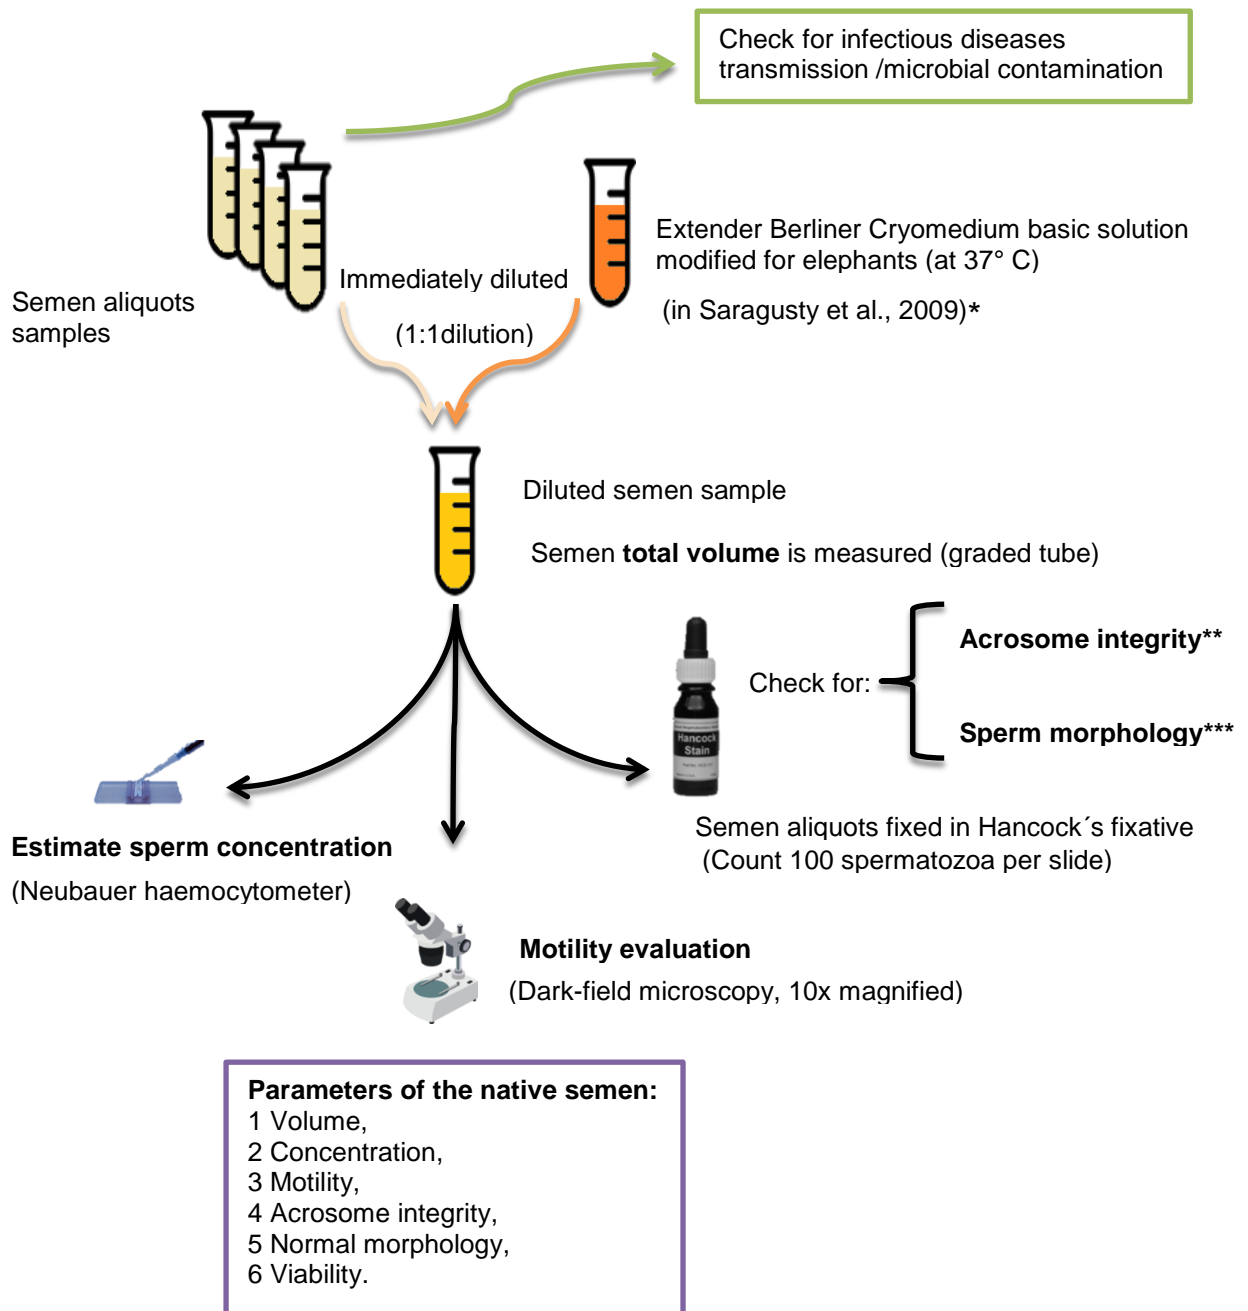 Check for infectious diseases
transmission /microbial contamination
Extender Berliner Cryomedium basic solution
modified for elephants (at 37° C)
(in Saragusty et al., 2009)*
Immediately diluted
(1:1dilution)
Semen aliquots
samples
Diluted semen sample
Semen total volume is measured (graded tube)
Acrosome integrity**
Check for:
Sperm morphology***
Hancock
Stain
Semen aliquots fixed in Hancock´s fixative
(Count 100 spermatozoa per slide)
Estimate sperm concentration
(Neubauer haemocytometer)
Motility evaluation
(Dark-field microscopy, 10x magnified)
Parameters of the native semen:
1 Volume,
2 Concentration,
3 Motility,
4 Acrosome integrity,
5 Normal morphology,
6 Viability.